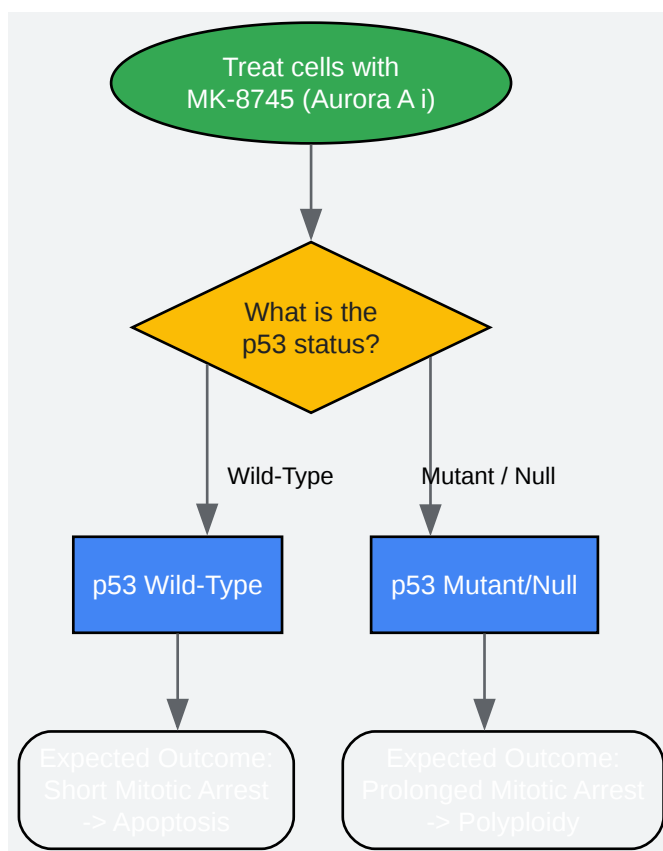 Treat cells with
MK-8745 (Aurora A i)
What is the
p53 status?
Wild-Type
Mutant / Null
p53 Wild-Type
p53 Mutant/Null
Expected Outcome:
Short Mitotic Arrest
-> Apoptosis
Expected Outcome:
Prolonged Mitotic Arrest
-> Polyploidy